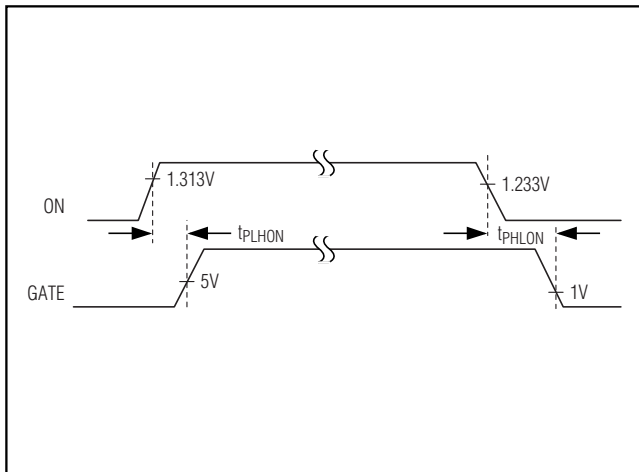 1.313V
1.233V
ON
tPLHON
tPHLON
GATE
5V
1V